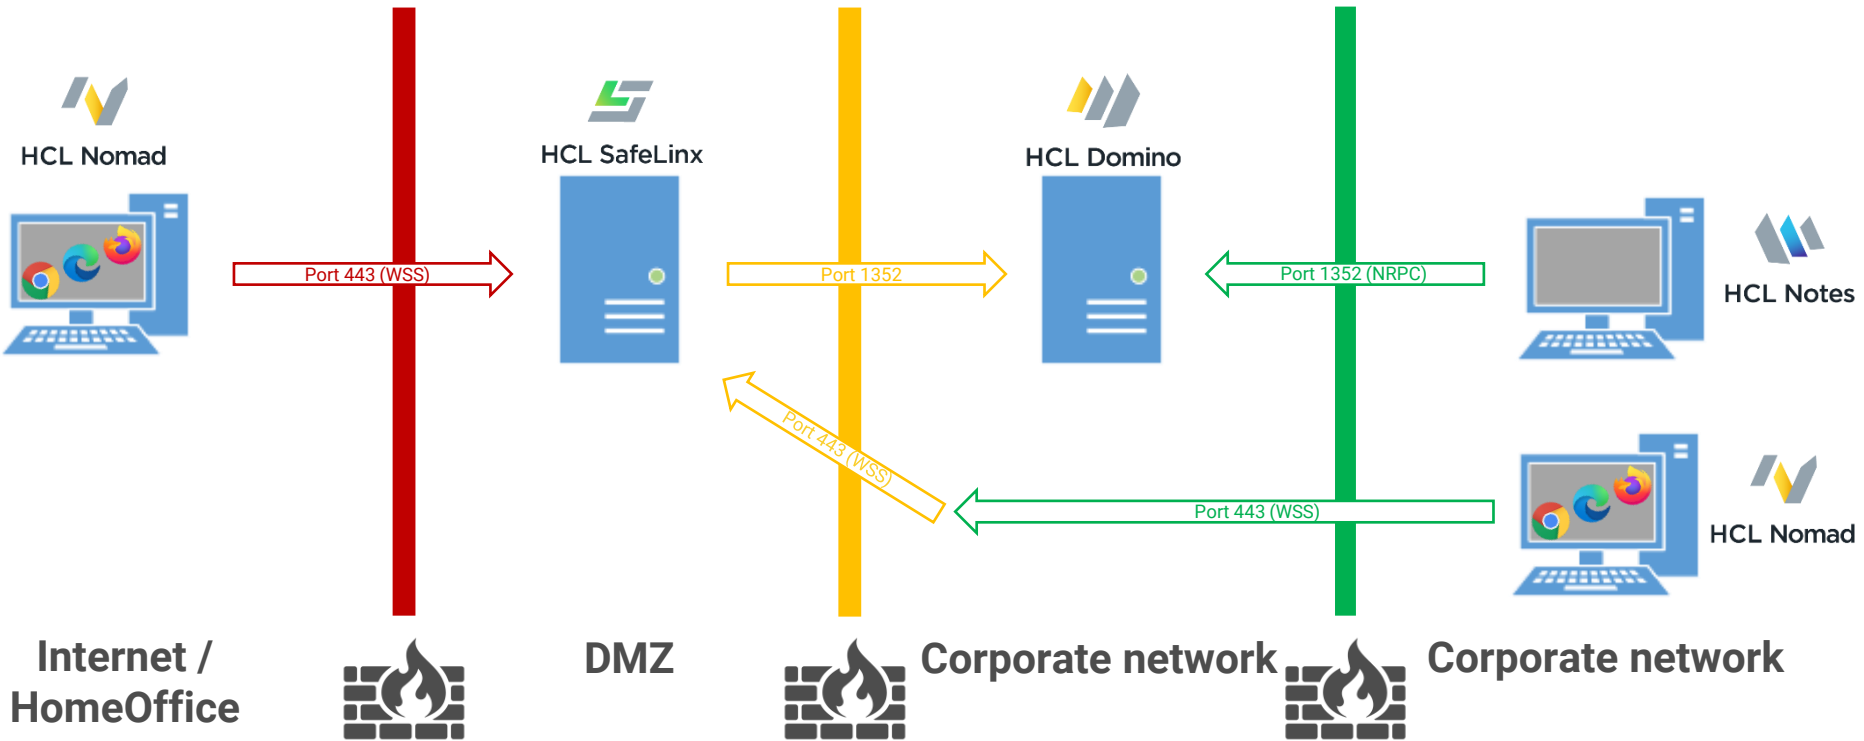 HCL Nomad
HCL SafeLinx
HCL Domino
HCL Notes
HCL Nomad
Port 443 (WSS)
Port 1352
Port 1352 (NRPC)
Port 443 (WSS)
Port 443 (WSS)
Internet /
HomeOffice
DMZ
Corporate network
Corporate network